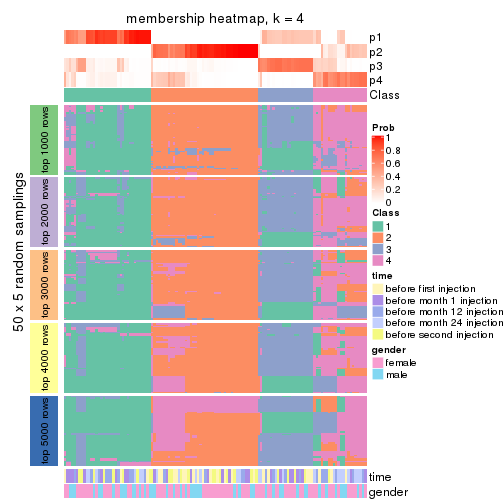 membership heatmap, k = 4
p1
p2
p3
p4
Class
50 x 5 random samplings
top 1000 rows
top 2000 rows
top 3000 rows
top 4000 rows
top 5000 rows
time
gender
Prob
1
0.8
0.6
0.4
0.2
0
Class
1
2
3
4
time
before first injection
before month 1 injection
before month 12 injection
before month 24 injection
before second injection
gender
female
male